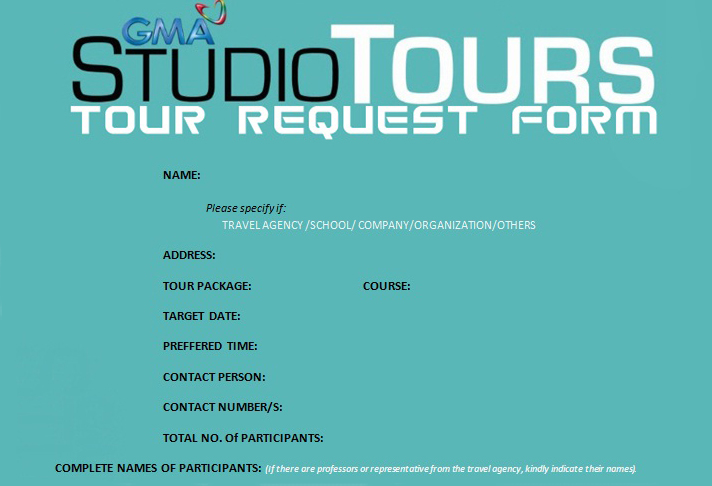 GMA
STUDIO TOURS
TOUR REQUEST FORM
NAME:
Please specify if:
TRAVEL AGENCY /SCHOOL/ COMPANY/ORGANIZATION/OTHERS
ADDRESS:
TOUR PACKAGE: COURSE:
TARGET DATE:
PREFFERED TIME:
CONTACT PERSON:
CONTACT NUMBER/S:
TOTAL NO. Of PARTICIPANTS:
COMPLETE NAMES OF PARTICIPANTS: (If there are professors or representative from the travel agency, kindly indicate their names).